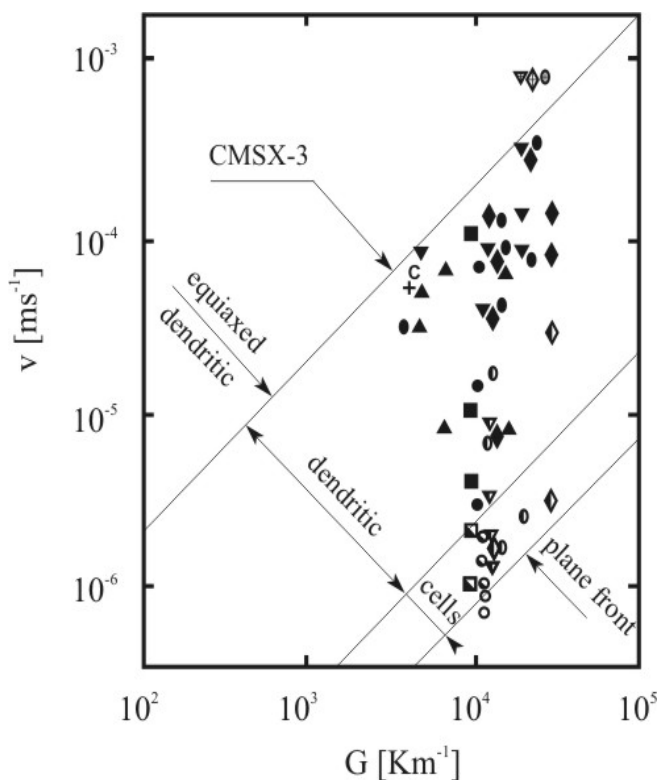 10⁻³
CMSX-3
10⁻⁴
C
equiaxed
dendritic
v [ms⁻¹]
10⁻⁵
dendritic
10⁻⁶
cells
plane front
10² 10³ 10⁴ 10⁵
G [Km⁻¹]